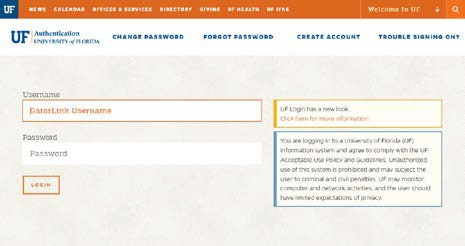 UF NEWS CALENDAR OFFICES & SERVICES DIRECTORY GIVING UF HEALTH UF IFAS Welcome to UF
UF Authentication
UNIVERSITY of FLORIDA
CHANGE PASSWORD FORGOT PASSWORD CREATE ACCOUNT TROUBLE SIGNING ON?
Username
GatorLink Username
Password
Password
LOGIN
UF Login has a new look.
Click here for more information.
You are logging in to a University of Florida (UF)
information system and agree to comply with the UF
Acceptable Use Policy and Guidelines. Unauthorized
use of this system is prohibited and may subject the
user to criminal and civil penalties. UF may monitor
computer and network activities, and the user should
have limited expectations of privacy.